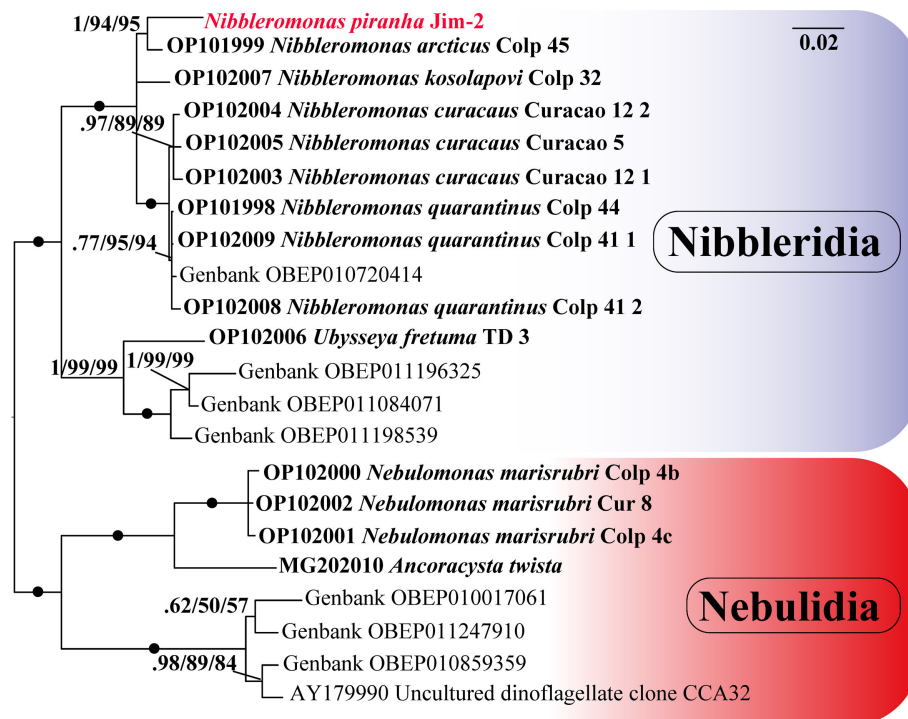 1/94/95
Nibbleromonas piranha Jim-2
0.02
OP101999 Nibbleromonas arcticus Colp 45
OP102007 Nibbleromonas kosolapovi Colp 32
OP102004 Nibbleromonas curacaus Curacao 12 2
.97/89/89
OP102005 Nibbleromonas curacaus Curacao 5
OP102003 Nibbleromonas curacaus Curacao 12 1
OP101998 Nibbleromonas quarantinus Colp 44
.77/95/94
OP102009 Nibbleromonas quarantinus Colp 41 1
Nibbleridia
Genbank OBEP010720414
OP102008 Nibbleromonas quarantinus Colp 41 2
OP102006 Ubysseya fretuma TD 3
1/99/99
1/99/99
Genbank OBEP011196325
Genbank OBEP011084071
Genbank OBEP011198539
OP102000 Nebulomonas marisrubri Colp 4b
OP102002 Nebulomonas marisrubri Cur 8
OP102001 Nebulomonas marisrubri Colp 4c
MG202010 Ancoracysta twista
Nebulidia
.62/50/57
Genbank OBEP010017061
Genbank OBEP011247910
.98/89/84
Genbank OBEP010859359
AY179990 Uncultured dinoflagellate clone CCA32